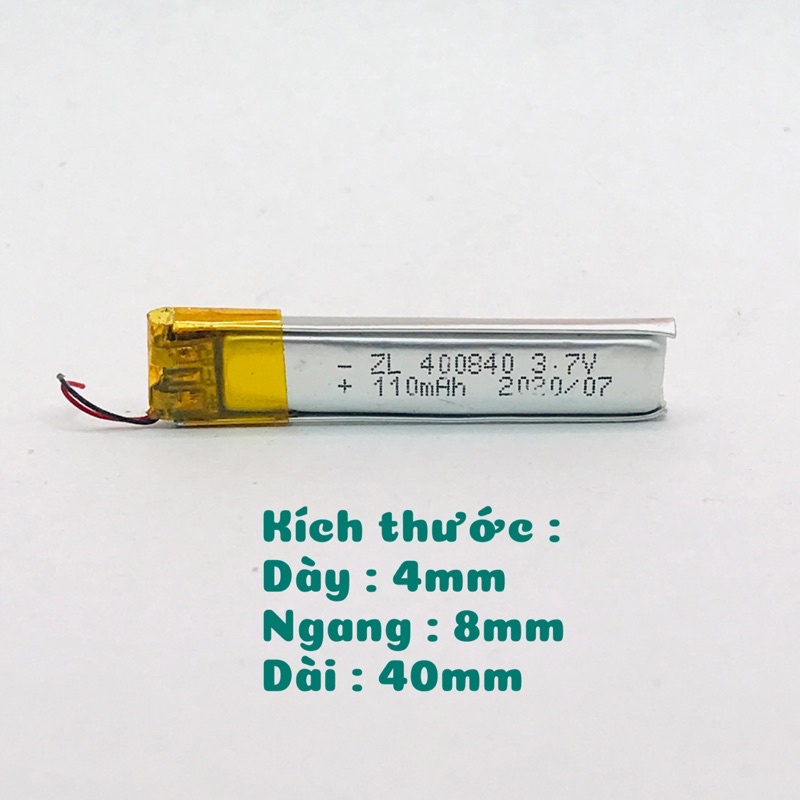 - ZL 400840 3.7V
+ 110mAh 2020/07
Kích thước :
Dày : 4mm
Ngang : 8mm
Dài : 40mm